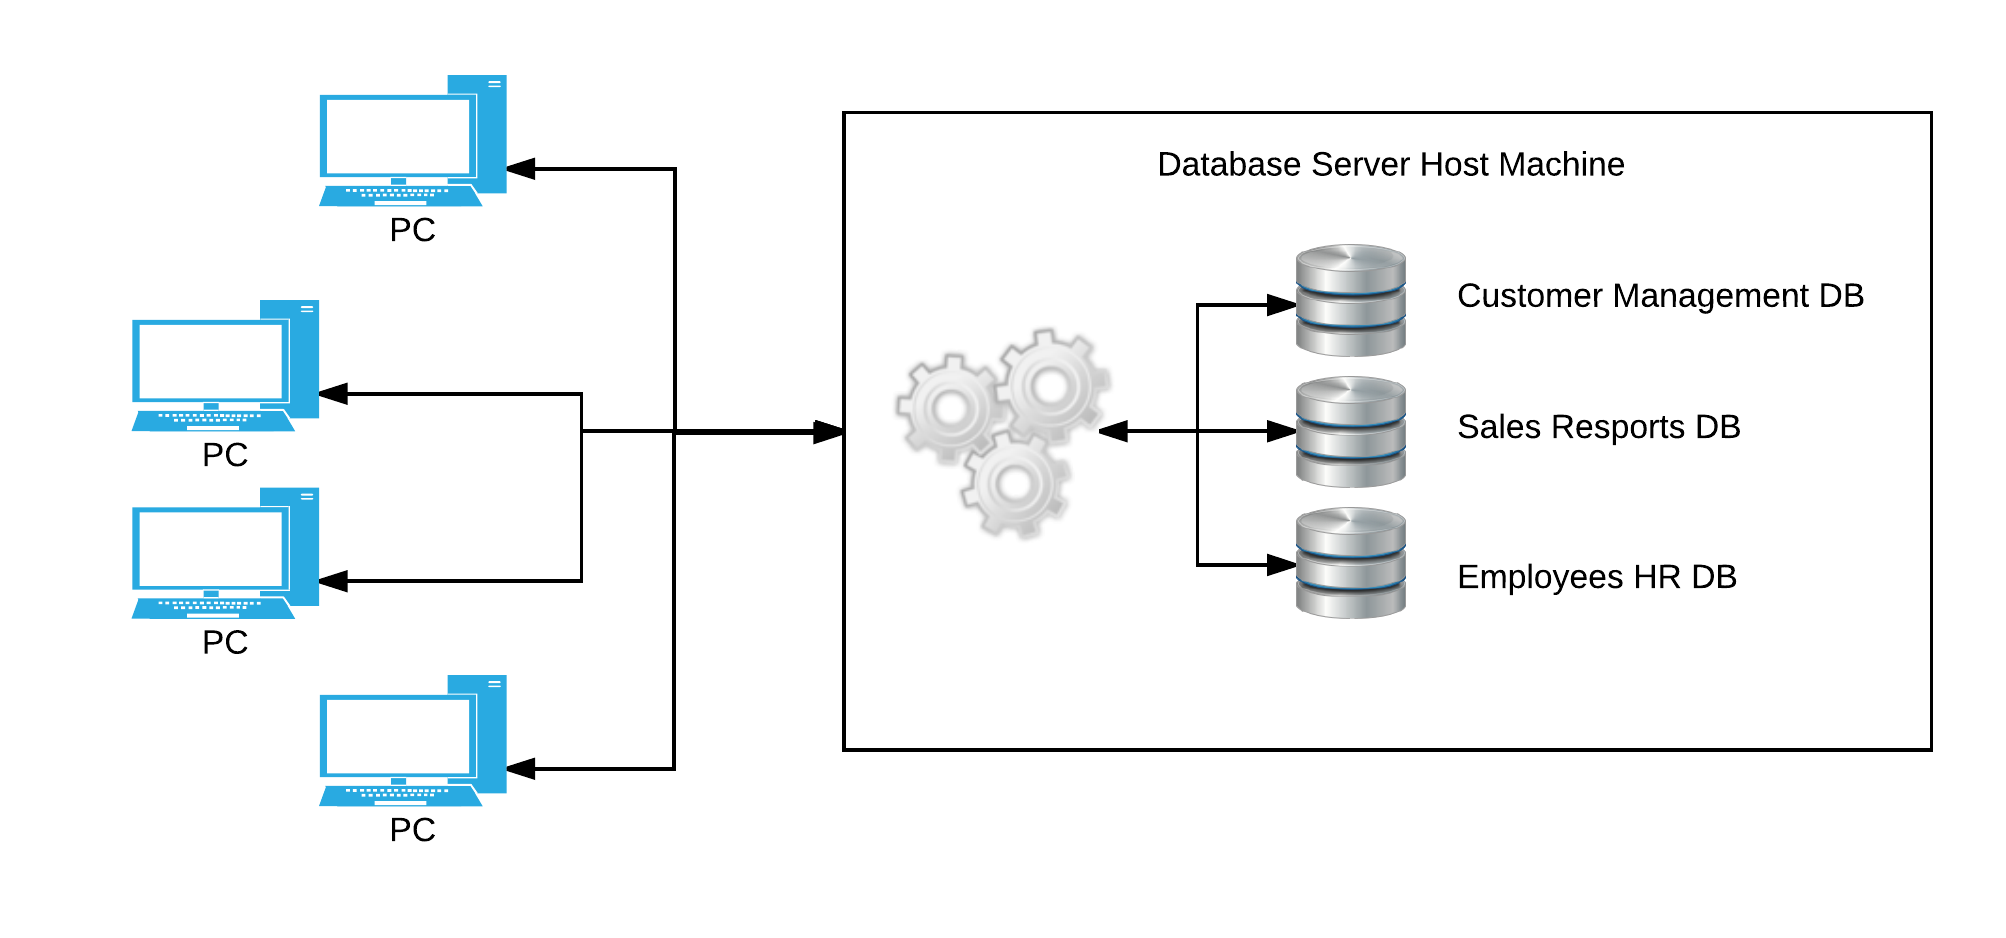 PC
PC
PC
PC
Database Server Host Machine
Customer Management DB
Sales Resports DB
Employees HR DB